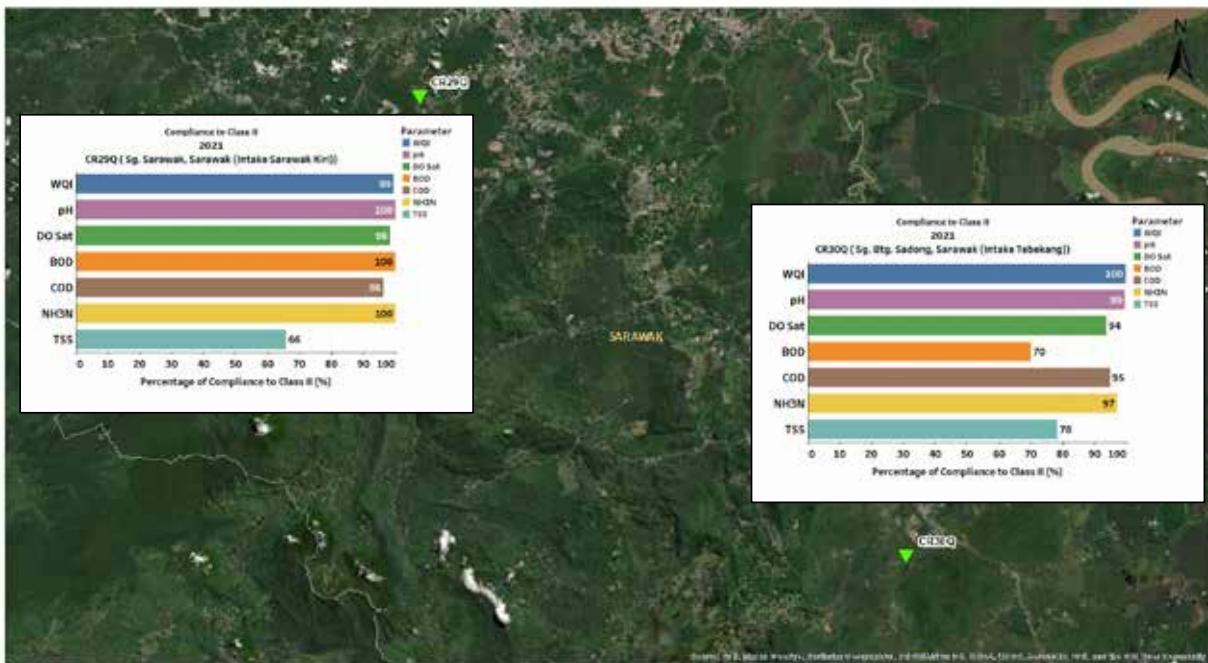 N
CR29Q
Compliance to Class II
2021
CR29Q ( Sg. Sarawak, Sarawak (Intake Sarawak Kiri))
Parameter
WQI
pH
DO Sat
BOD
COD
NH3N
TSS
WQI 99
pH 100
DO Sat
BOD 100
COD 96
NH3N 100
TSS 66
0 10 20 30 40 50 60 70 80 90 100
Percentage of Compliance to Class II (%)
Compliance to Class II
2021
CR30Q ( Sg. Btg. Sadong, Sarawak (Intake Tebekang))
Parameter
WQI
pH
DO Sat
BOD
COD
NH3N
TSS
WQI 100
pH 99
DO Sat 94
BOD 70
COD 95
NH3N 97
TSS 78
0 10 20 30 40 50 60 70 80 90 100
Percentage of Compliance to Class II (%)
SARAWAK
CR30Q